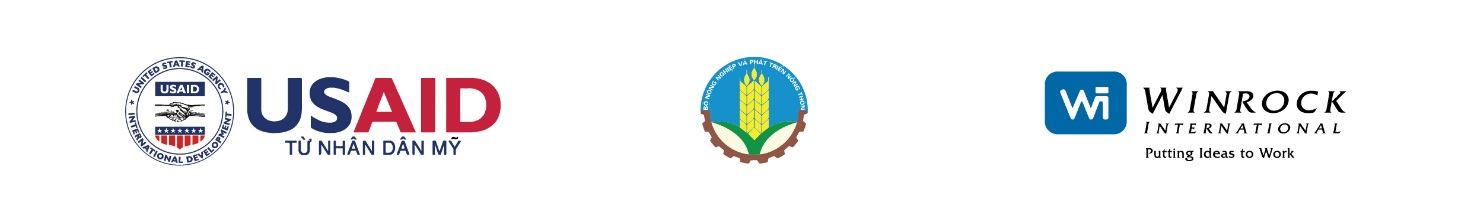 UNITED STATES AGENCY
USAID
INTERNATIONAL DEVELOPMENT
USAID
TỪ NHÂN DÂN MỸ
BỘ NÔNG NGHIỆP VÀ PHÁT TRIỂN NÔNG THÔN
Wi
WINROCK
INTERNATIONAL
Putting Ideas to Work